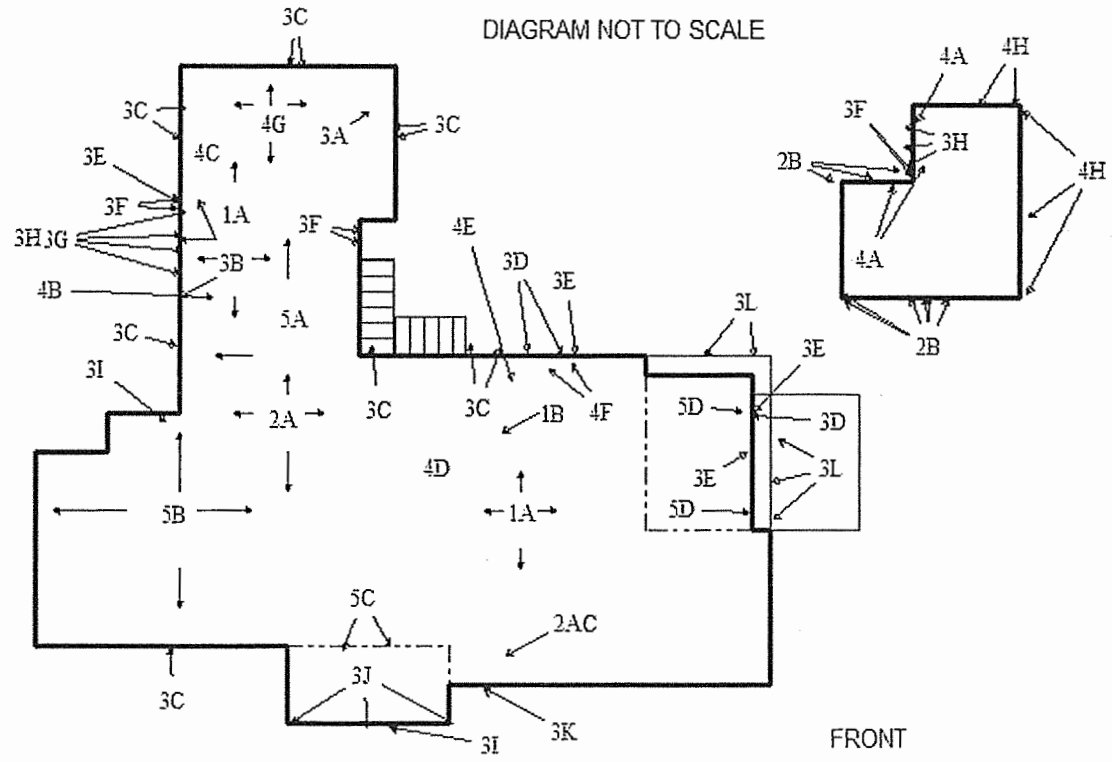 3C
DIAGRAM NOT TO SCALE
4A 4H
3C 4G 3A 3C
3F
4C 3H
3E 2B 4H
3F 1A 3F 4E
3H 3G 3B 3D 3E 4A
4B
5A 3L
3C 2B
3E
3I
2A 3C 3C 1B 4F 5D 3D
4D 3E 3L
5B 1A 5D
5C
2AC
3J
3C 3K
3I FRONT